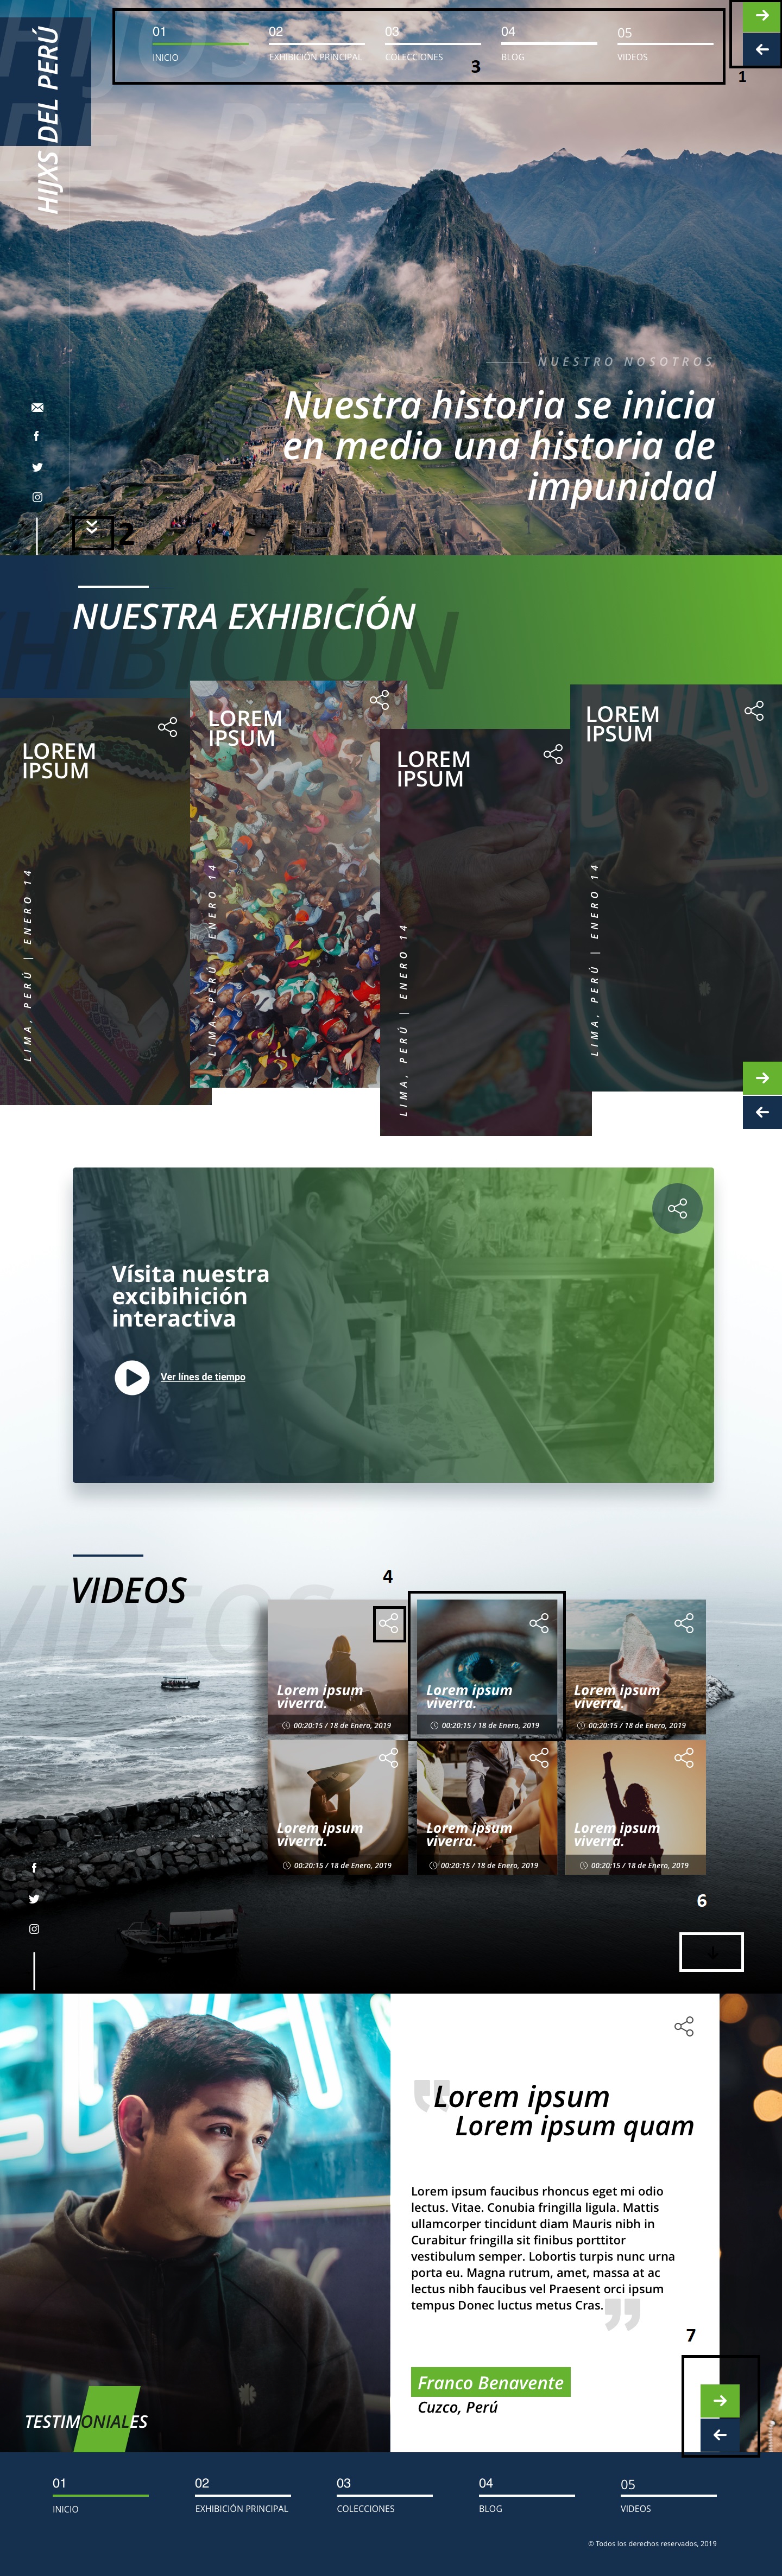 01
INICIO
02
EXHIBICIÓN PRINCIPAL
03
COLECCIONES
04
BLOG
05
VIDEOS
3
1
HIJXS DEL PERÚ
DEL PERÚ
NUESTRO NOSOTROS
Nuestra historia se inicia
en medio una historia de
impunidad
2
NUESTRA EXHIBICIÓN
HIBICIÓN
LOREM
IPSUM
LIMA, PERÚ | ENERO 14
LOREM
IPSUM
LIMA, PERÚ | ENERO 14
LOREM
IPSUM
LIMA, PERÚ | ENERO 14
LOREM
IPSUM
LIMA, PERÚ | ENERO 14
Vísita nuestra
excibihición
interactiva
Ver línes de tiempo
VIDEOS
VIDEOS
4
Lorem ipsum
viverra.
00:20:15 / 18 de Enero, 2019
Lorem ipsum
viverra.
00:20:15 / 18 de Enero, 2019
Lorem ipsum
viverra.
00:20:15 / 18 de Enero, 2019
Lorem ipsum
viverra.
00:20:15 / 18 de Enero, 2019
Lorem ipsum
viverra.
00:20:15 / 18 de Enero, 2019
Lorem ipsum
viverra.
00:20:15 / 18 de Enero, 2019
6
Lorem ipsum
Lorem ipsum quam
Lorem ipsum faucibus rhoncus eget mi odio
lectus. Vitae. Conubia fringilla ligula. Mattis
ullamcorper tincidunt diam Mauris nibh in
Curabitur fringilla sit finibus porttitor
vestibulum semper. Lobortis turpis nunc urna
porta eu. Magna rutrum, amet, massa at ac
lectus nibh faucibus vel Praesent orci ipsum
tempus Donec luctus metus Cras.
7
Franco Benavente
Cuzco, Perú
TESTIMONIALES
01
INICIO
02
EXHIBICIÓN PRINCIPAL
03
COLECCIONES
04
BLOG
05
VIDEOS
© Todos los derechos reservados, 2019